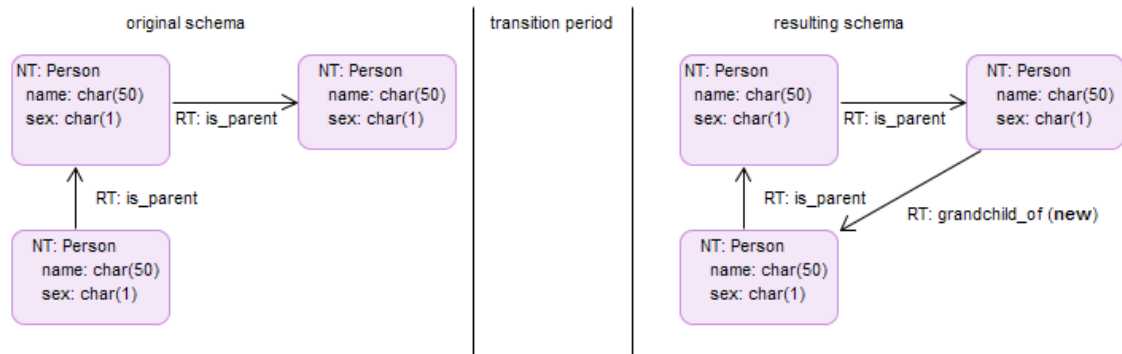 original schema
transition period
resulting schema
NT: Person
name: char(50)
sex: char(1)
RT: is_parent
NT: Person
name: char(50)
sex: char(1)
RT: is_parent
NT: Person
name: char(50)
sex: char(1)
NT: Person
name: char(50)
sex: char(1)
RT: is_parent
NT: Person
name: char(50)
sex: char(1)
RT: is_parent
RT: grandchild_of (new)
NT: Person
name: char(50)
sex: char(1)